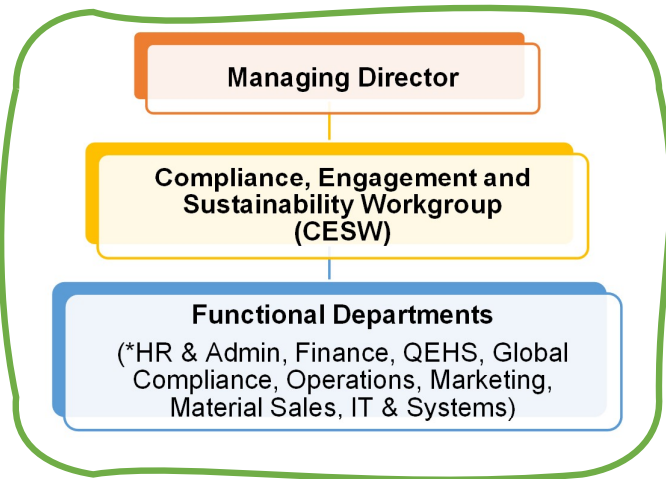 Managing Director
Compliance, Engagement and
Sustainability Workgroup
(CESW)
Functional Departments
(*HR & Admin, Finance, QEHS, Global
Compliance, Operations, Marketing,
Material Sales, IT & Systems)